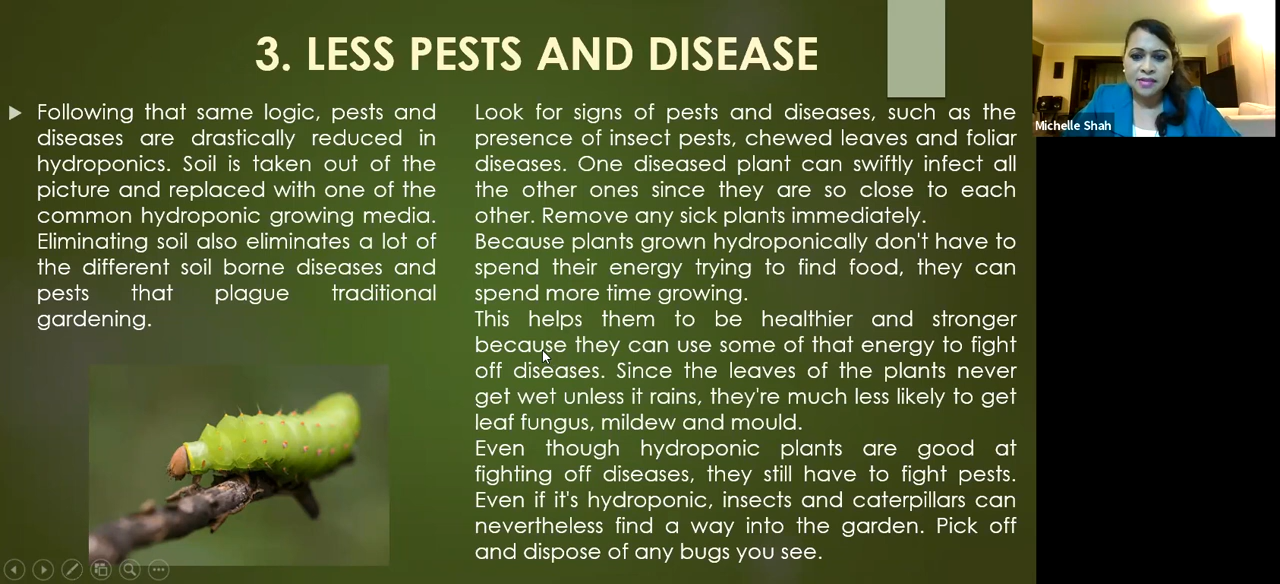 3. LESS PESTS AND DISEASE
Following that same logic, pests and
diseases are drastically reduced in
hydroponics. Soil is taken out of the
picture and replaced with one of the
common hydroponic growing media.
Eliminating soil also eliminates a lot of
the different soil borne diseases and
pests that plague traditional
gardening.
Look for signs of pests and diseases, such as the
presence of insect pests, chewed leaves and foliar
diseases. One diseased plant can swiftly infect all
the other ones since they are so close to each
other. Remove any sick plants immediately.
Because plants grown hydroponically don't have to
spend their energy trying to find food, they can
spend more time growing.
This helps them to be healthier and stronger
because they can use some of that energy to fight
off diseases. Since the leaves of the plants never
get wet unless it rains, they're much less likely to get
leaf fungus, mildew and mould.
Even though hydroponic plants are good at
fighting off diseases, they still have to fight pests.
Even if it's hydroponic, insects and caterpillars can
nevertheless find a way into the garden. Pick off
and dispose of any bugs you see.
Michelle Shah